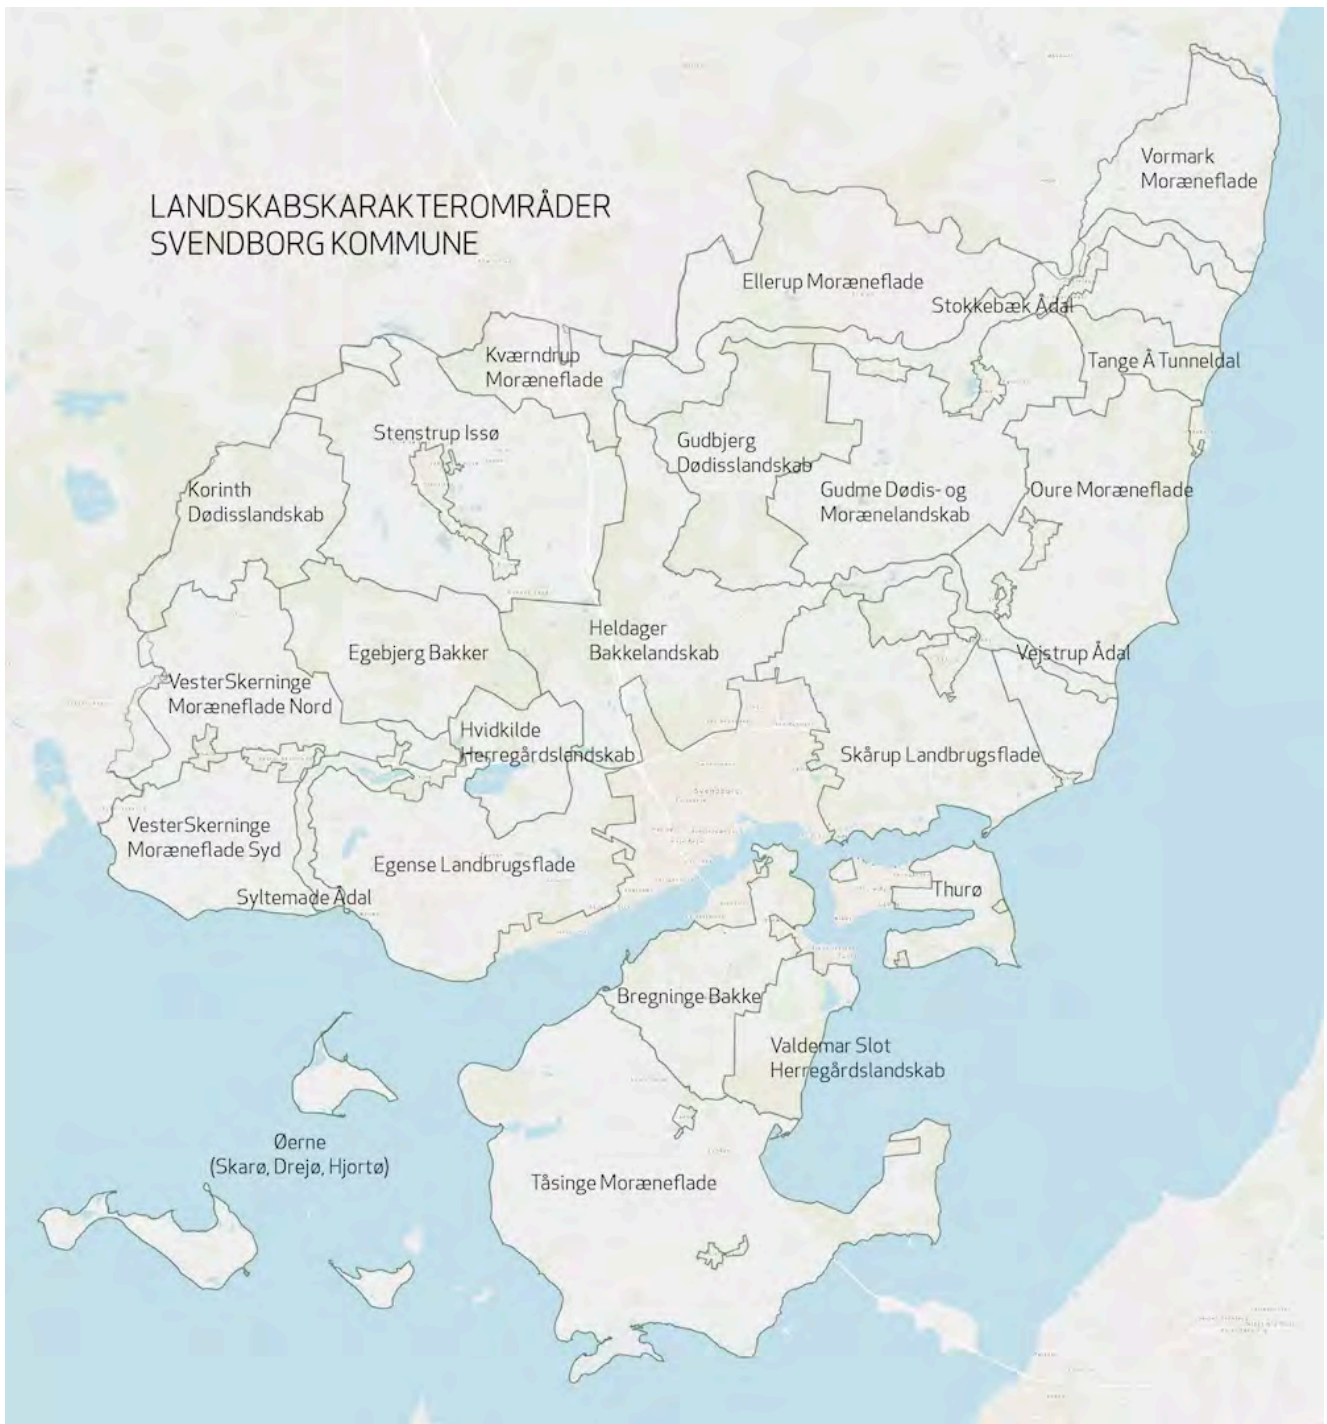 LANDSKABSKARAKTEROMRÅDER
SVENDBORG KOMMUNE
Vormark
Moræneflade
Ellerup Moræneflade
Stokkebæk Ådal
Kværndrup
Moræneflade
Tange Å Tunneldal
Stenstrup Issø
Gudbjerg
Dødisslandskab
Korinth
Dødisslandskab
Gudme Dødis- og
Morænelandskab
Oure Moræneflade
Heldager
Bakkelandskab
Egebjerg Bakker
Vejstrup Ådal
VesterSkerninge
Moræneflade Nord
Hvidkilde
Herregårdslandskab
Skårup Landbrugsflade
Svendborg
VesterSkerninge
Moræneflade Syd
Egense Landbrugsflade
Syltemade Ådal
Thurø
Bregninge Bakke
Valdemar Slot
Herregårdslandskab
Øerne
(Skarø, Drejø, Hjortø)
Tåsinge Moræneflade